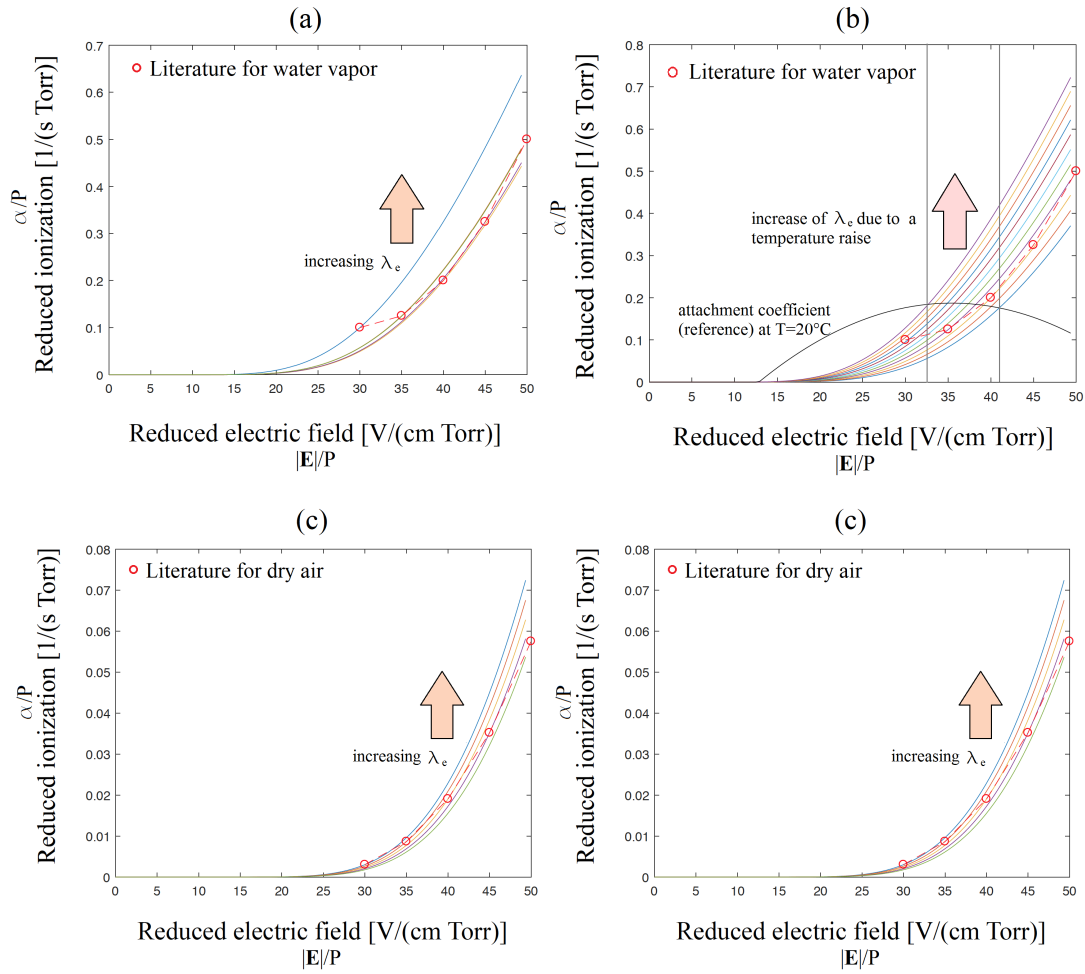 (a)
0.7
0.6
0.5
0.4
0.3
0.2
0.1
0
0 5 10 15 20 25 30 35 40 45 50
Literature for water vapor
increasing λe
α/P
Reduced ionization [1/(s Torr)]
Reduced electric field [V/(cm Torr)]
|E|/P
(b)
0.8
0.7
0.6
0.5
0.4
0.3
0.2
0.1
0
0 5 10 15 20 25 30 35 40 45 50
Literature for water vapor
increase of λe due to a
temperature raise
attachment coefficient
(reference) at T=20°C
α/P
Reduced ionization [1/(s Torr)]
Reduced electric field [V/(cm Torr)]
|E|/P
(c)
0.08
0.07
0.06
0.05
0.04
0.03
0.02
0.01
0
0 5 10 15 20 25 30 35 40 45 50
Literature for dry air
increasing λe
α/P
Reduced ionization [1/(s Torr)]
Reduced electric field [V/(cm Torr)]
|E|/P
(c)
0.08
0.07
0.06
0.05
0.04
0.03
0.02
0.01
0
0 5 10 15 20 25 30 35 40 45 50
Literature for dry air
increasing λe
α/P
Reduced ionization [1/(s Torr)]
Reduced electric field [V/(cm Torr)]
|E|/P